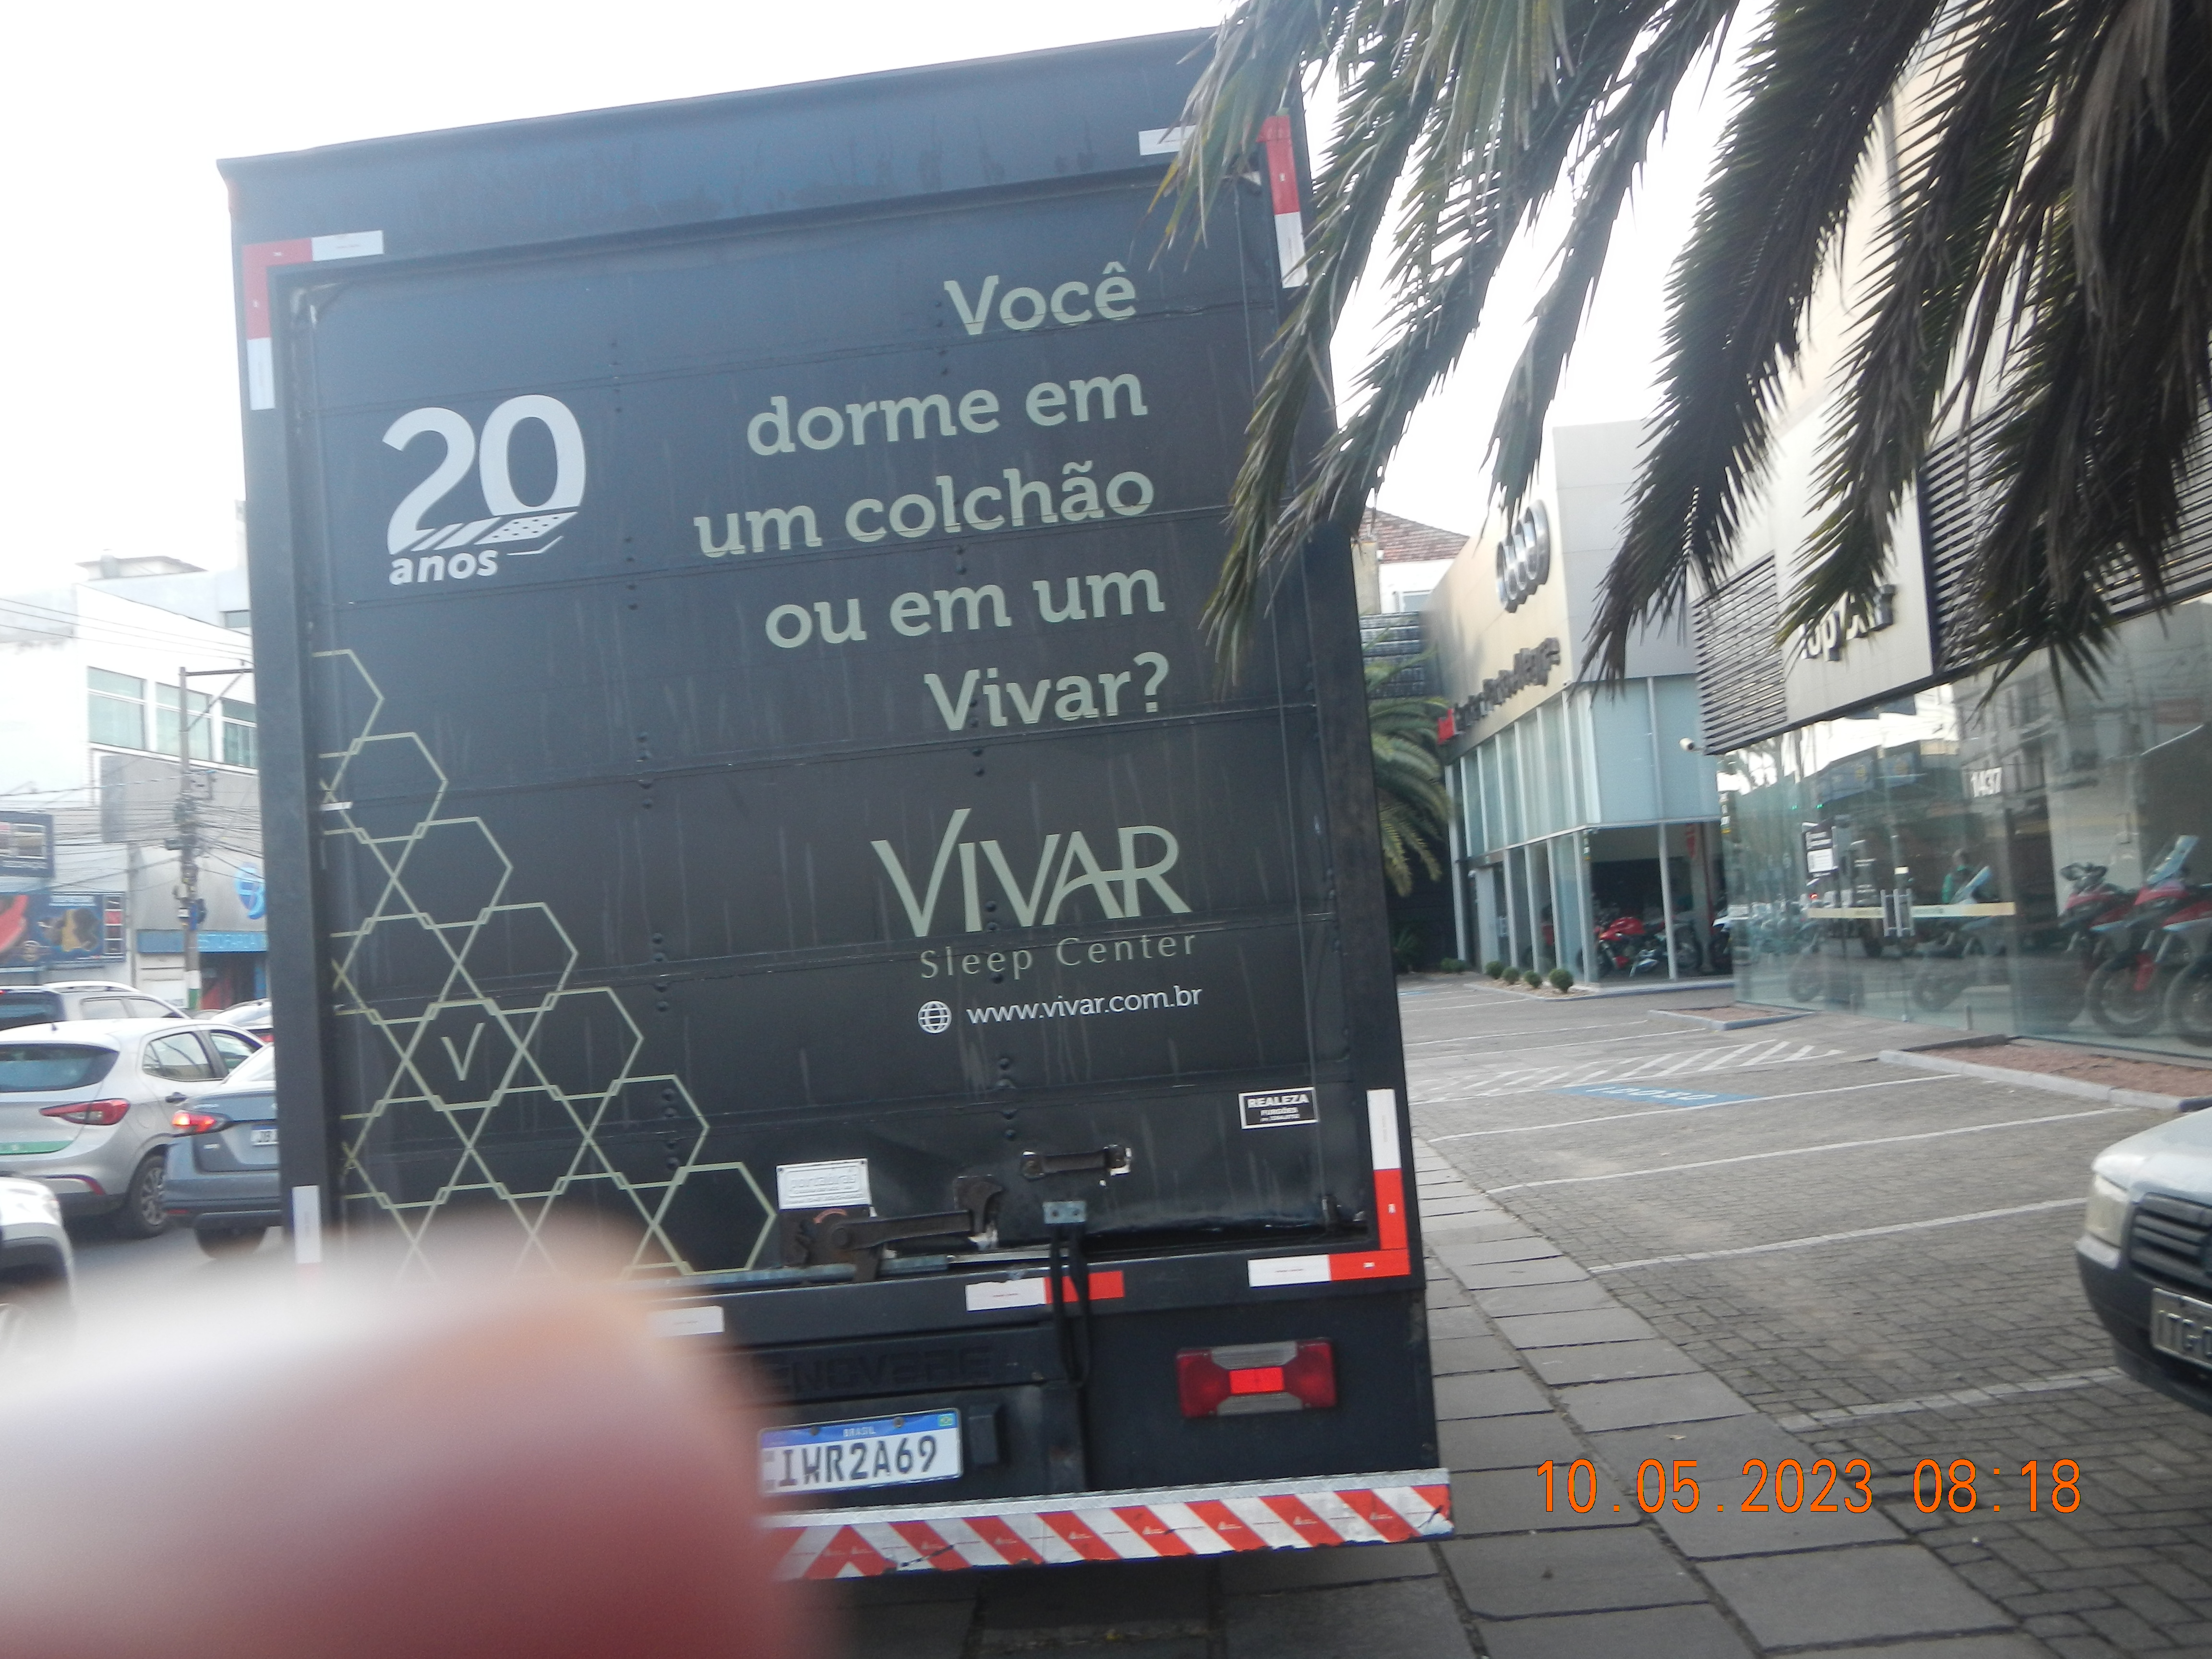 20
anos
Você
dorme em
um colchão
ou em um
Vivar?
VIVAR
Sleep Center
www.vivar.com.br
V
REALEZA
FURGÕES
BRASIL
IWR2A69
1437
10.05.2023 08:18